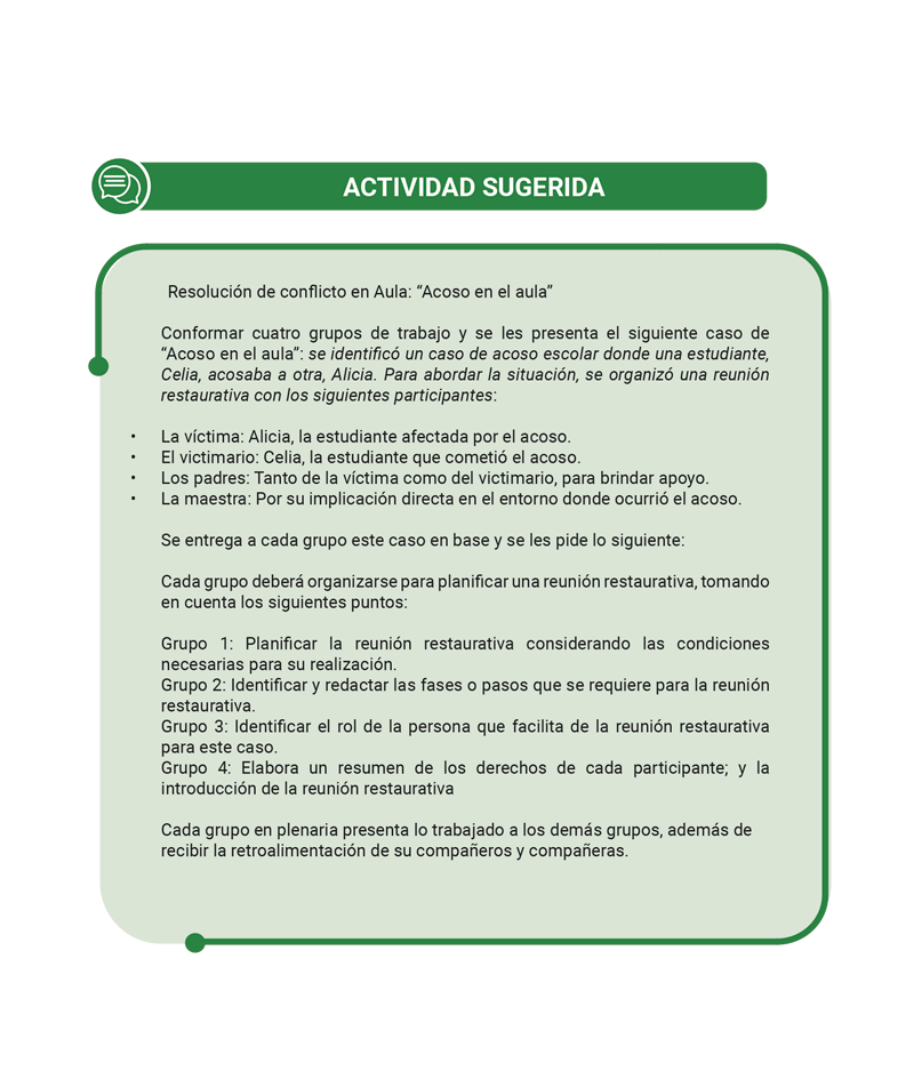 ACTIVIDAD SUGERIDA
Resolución de conflicto en Aula: “Acoso en el aula”
Conformar cuatro grupos de trabajo y se les presenta el siguiente caso de
“Acoso en el aula”: se identificó un caso de acoso escolar donde una estudiante,
Celia, acosaba a otra, Alicia. Para abordar la situación, se organizó una reunión
restaurativa con los siguientes participantes:
• La víctima: Alicia, la estudiante afectada por el acoso.
• El victimario: Celia, la estudiante que cometió el acoso.
• Los padres: Tanto de la víctima como del victimario, para brindar apoyo.
• La maestra: Por su implicación directa en el entorno donde ocurrió el acoso.
Se entrega a cada grupo este caso en base y se les pide lo siguiente:
Cada grupo deberá organizarse para planificar una reunión restaurativa, tomando
en cuenta los siguientes puntos:
Grupo 1: Planificar la reunión restaurativa considerando las condiciones
necesarias para su realización.
Grupo 2: Identificar y redactar las fases o pasos que se requiere para la reunión
restaurativa.
Grupo 3: Identificar el rol de la persona que facilita de la reunión restaurativa
para este caso.
Grupo 4: Elabora un resumen de los derechos de cada participante; y la
introducción de la reunión restaurativa
Cada grupo en plenaria presenta lo trabajado a los demás grupos, además de
recibir la retroalimentación de su compañeros y compañeras.